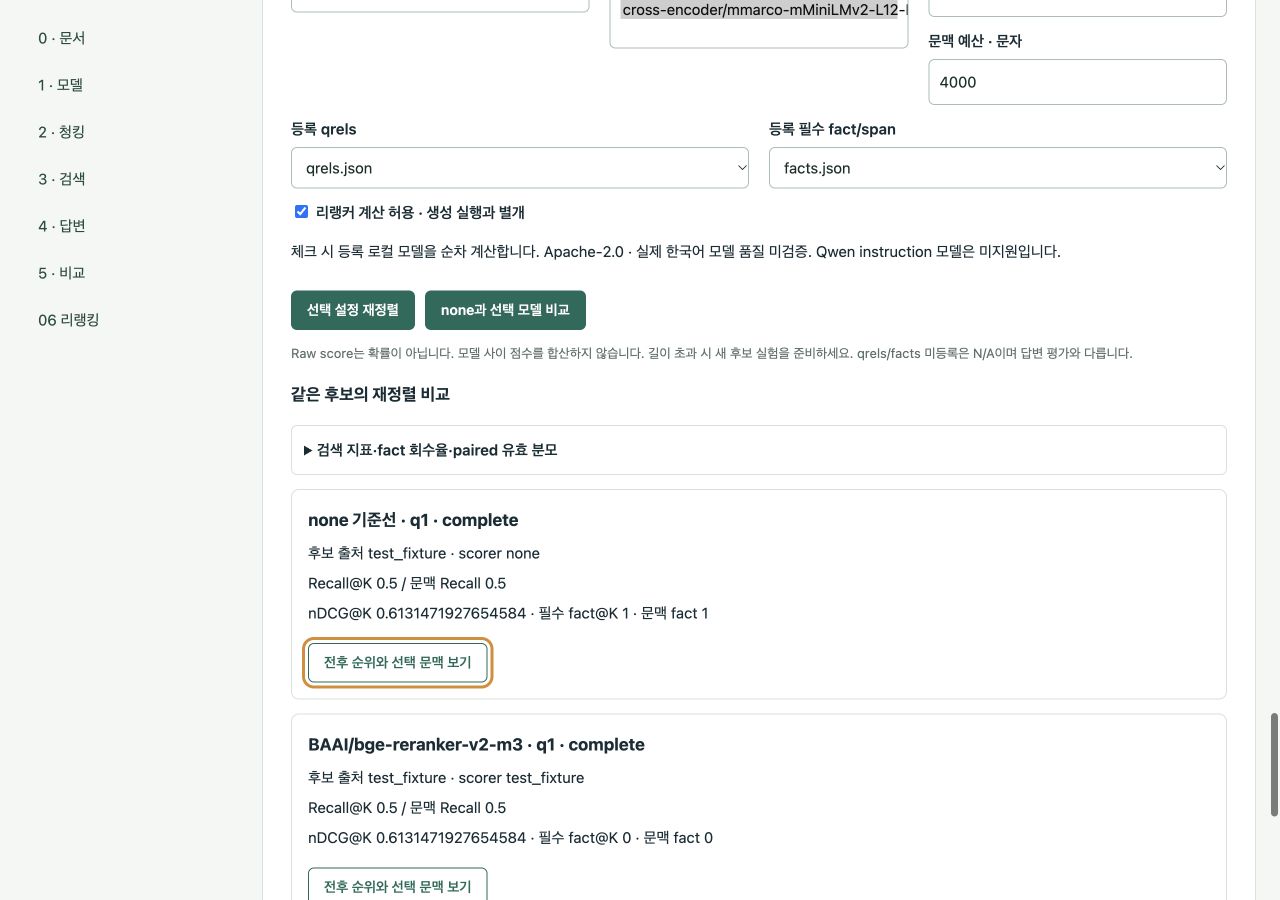 0 · 문서
1 · 모델
2 · 청킹
3 · 검색
4 · 답변
5 · 비교
06 리랭킹
cross-encoder/mmarco-mMiniLMv2-L12-
문맥 예산 · 문자
4000
등록 qrels
등록 필수 fact/span
qrels.json
facts.json
리랭커 계산 허용 · 생성 실행과 별개
체크 시 등록 로컬 모델을 순차 계산합니다. Apache-2.0 · 실제 한국어 모델 품질 미검증. Qwen instruction 모델은 미지원입니다.
선택 설정 재정렬
none과 선택 모델 비교
Raw score는 확률이 아닙니다. 모델 사이 점수를 합산하지 않습니다. 길이 초과 시 새 후보 실험을 준비하세요. qrels/facts 미등록은 N/A이며 답변 평가와 다릅니다.
같은 후보의 재정렬 비교
▶ 검색 지표·fact 회수율·paired 유효 분모
none 기준선 · q1 · complete
후보 출처 test_fixture · scorer none
Recall@K 0.5 / 문맥 Recall 0.5
nDCG@K 0.6131471927654584 · 필수 fact@K 1 · 문맥 fact 1
전후 순위와 선택 문맥 보기
BAAI/bge-reranker-v2-m3 · q1 · complete
후보 출처 test_fixture · scorer test_fixture
Recall@K 0.5 / 문맥 Recall 0.5
nDCG@K 0.6131471927654584 · 필수 fact@K 0 · 문맥 fact 0
전후 순위와 선택 문맥 보기